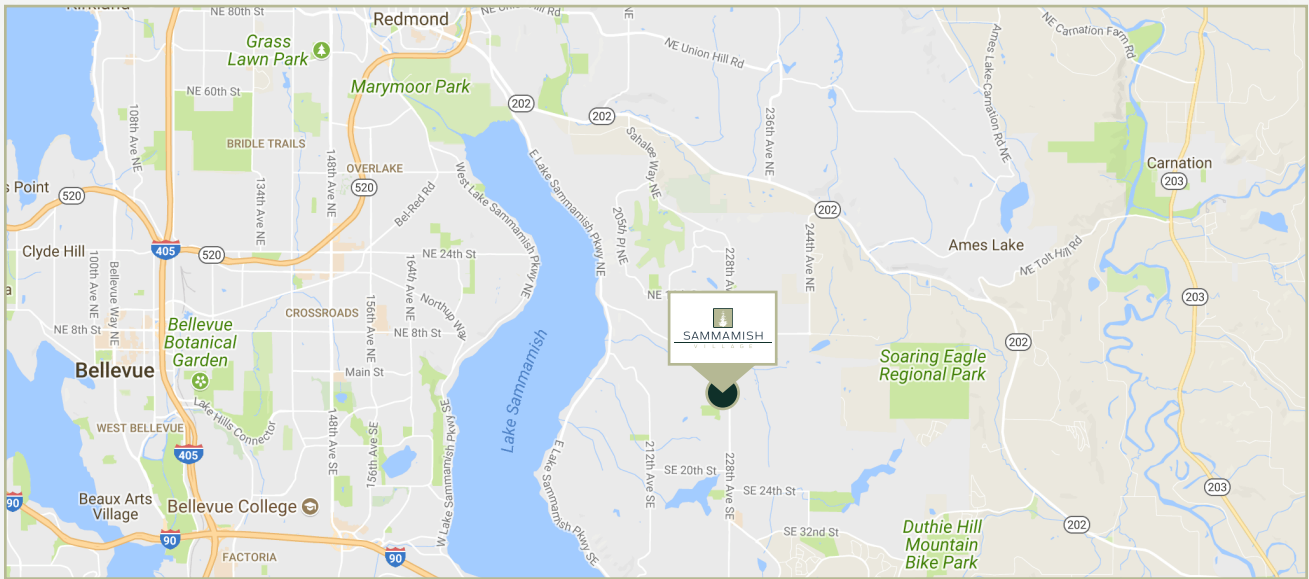 Kirkland
NE 80th St
Redmond
NE Union Hill Rd
NE
Grass
Lawn Park
Marymoor Park
NE Union Hill Rd
NE Carnation Farm Rd
Ames Lake-Carnation Rd NE
NE 60th St
202
202
108th Ave NE
BRIDLE TRAILS
148th Ave NE
OVERLAKE
Sahalee Way NE
236th Ave NE
Carnation
203
s Point
520
520
134th Ave NE
Bel-Red Rd
West Lake Sammamish Pkwy NE
E Lake Sammamish Pkwy NE
205th Pl NE
202
Clyde Hill
405
520
NE 24th St
228th Av
244th Ave NE
Ames Lake
NE Tolt Hill Rd
100th Ave NE
Bellevue Way NE
164th Ave NE
a
156th Ave NE
Northup Way
NE
203
CROSSROADS
NE 8th St
Bellevue
Botanical
Garden
NE 8th St
SAMMAMISH
VILLAGE
202
Bellevue
Main St
Lake Sammamish
Soaring Eagle
Regional Park
Lake Hills Connector
WEST BELLEVUE
148th Ave SE
156th Ave SE
W Lake Sammamish Pkwy SE
E Lake Sammamish Pkwy SE
405
212th Ave SE
SE 20th St
228th Ave SE
SE 24th St
203
90
Beaux Arts
Village
Bellevue College
202
90
SE 32nd St
Duthie Hill
Mountain
Bike Park
FACTORIA
90